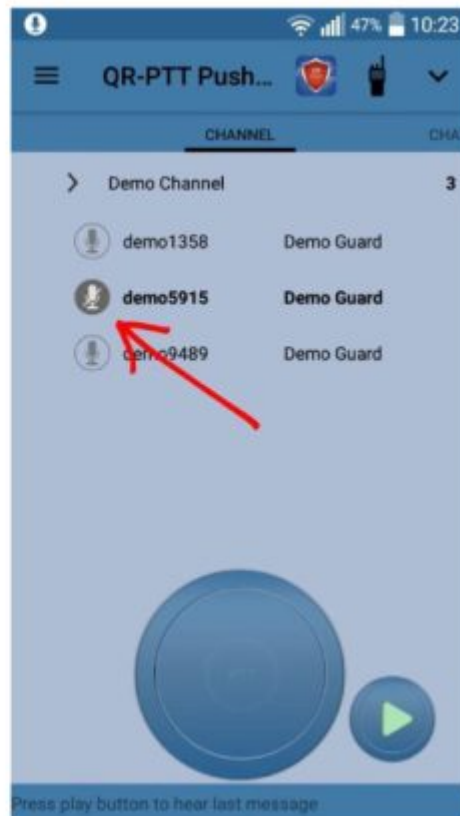 47% 10:23
QR-PTT Push...
CHANNEL CHA
Demo Channel 3
demo1358 Demo Guard
demo5915 Demo Guard
demo9489 Demo Guard
Press play button to hear last message